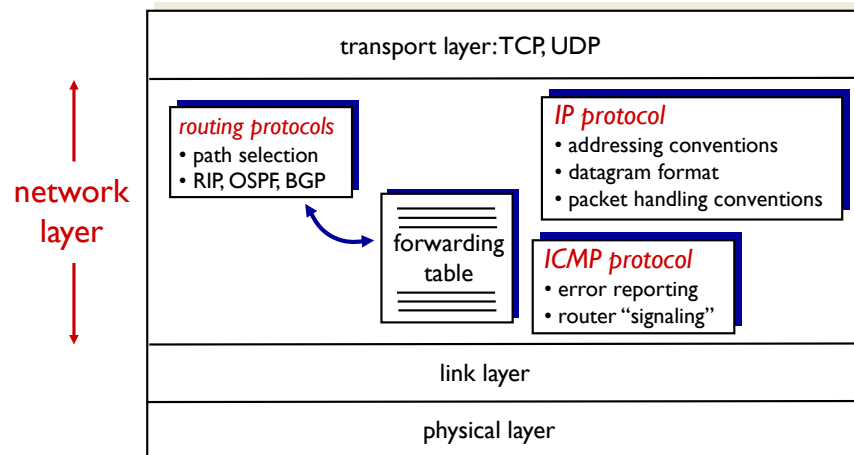 transport layer: TCP, UDP
network
layer
routing protocols
• path selection
• RIP, OSPF, BGP
forwarding
table
IP protocol
• addressing conventions
• datagram format
• packet handling conventions
ICMP protocol
• error reporting
• router “signaling”
link layer
physical layer